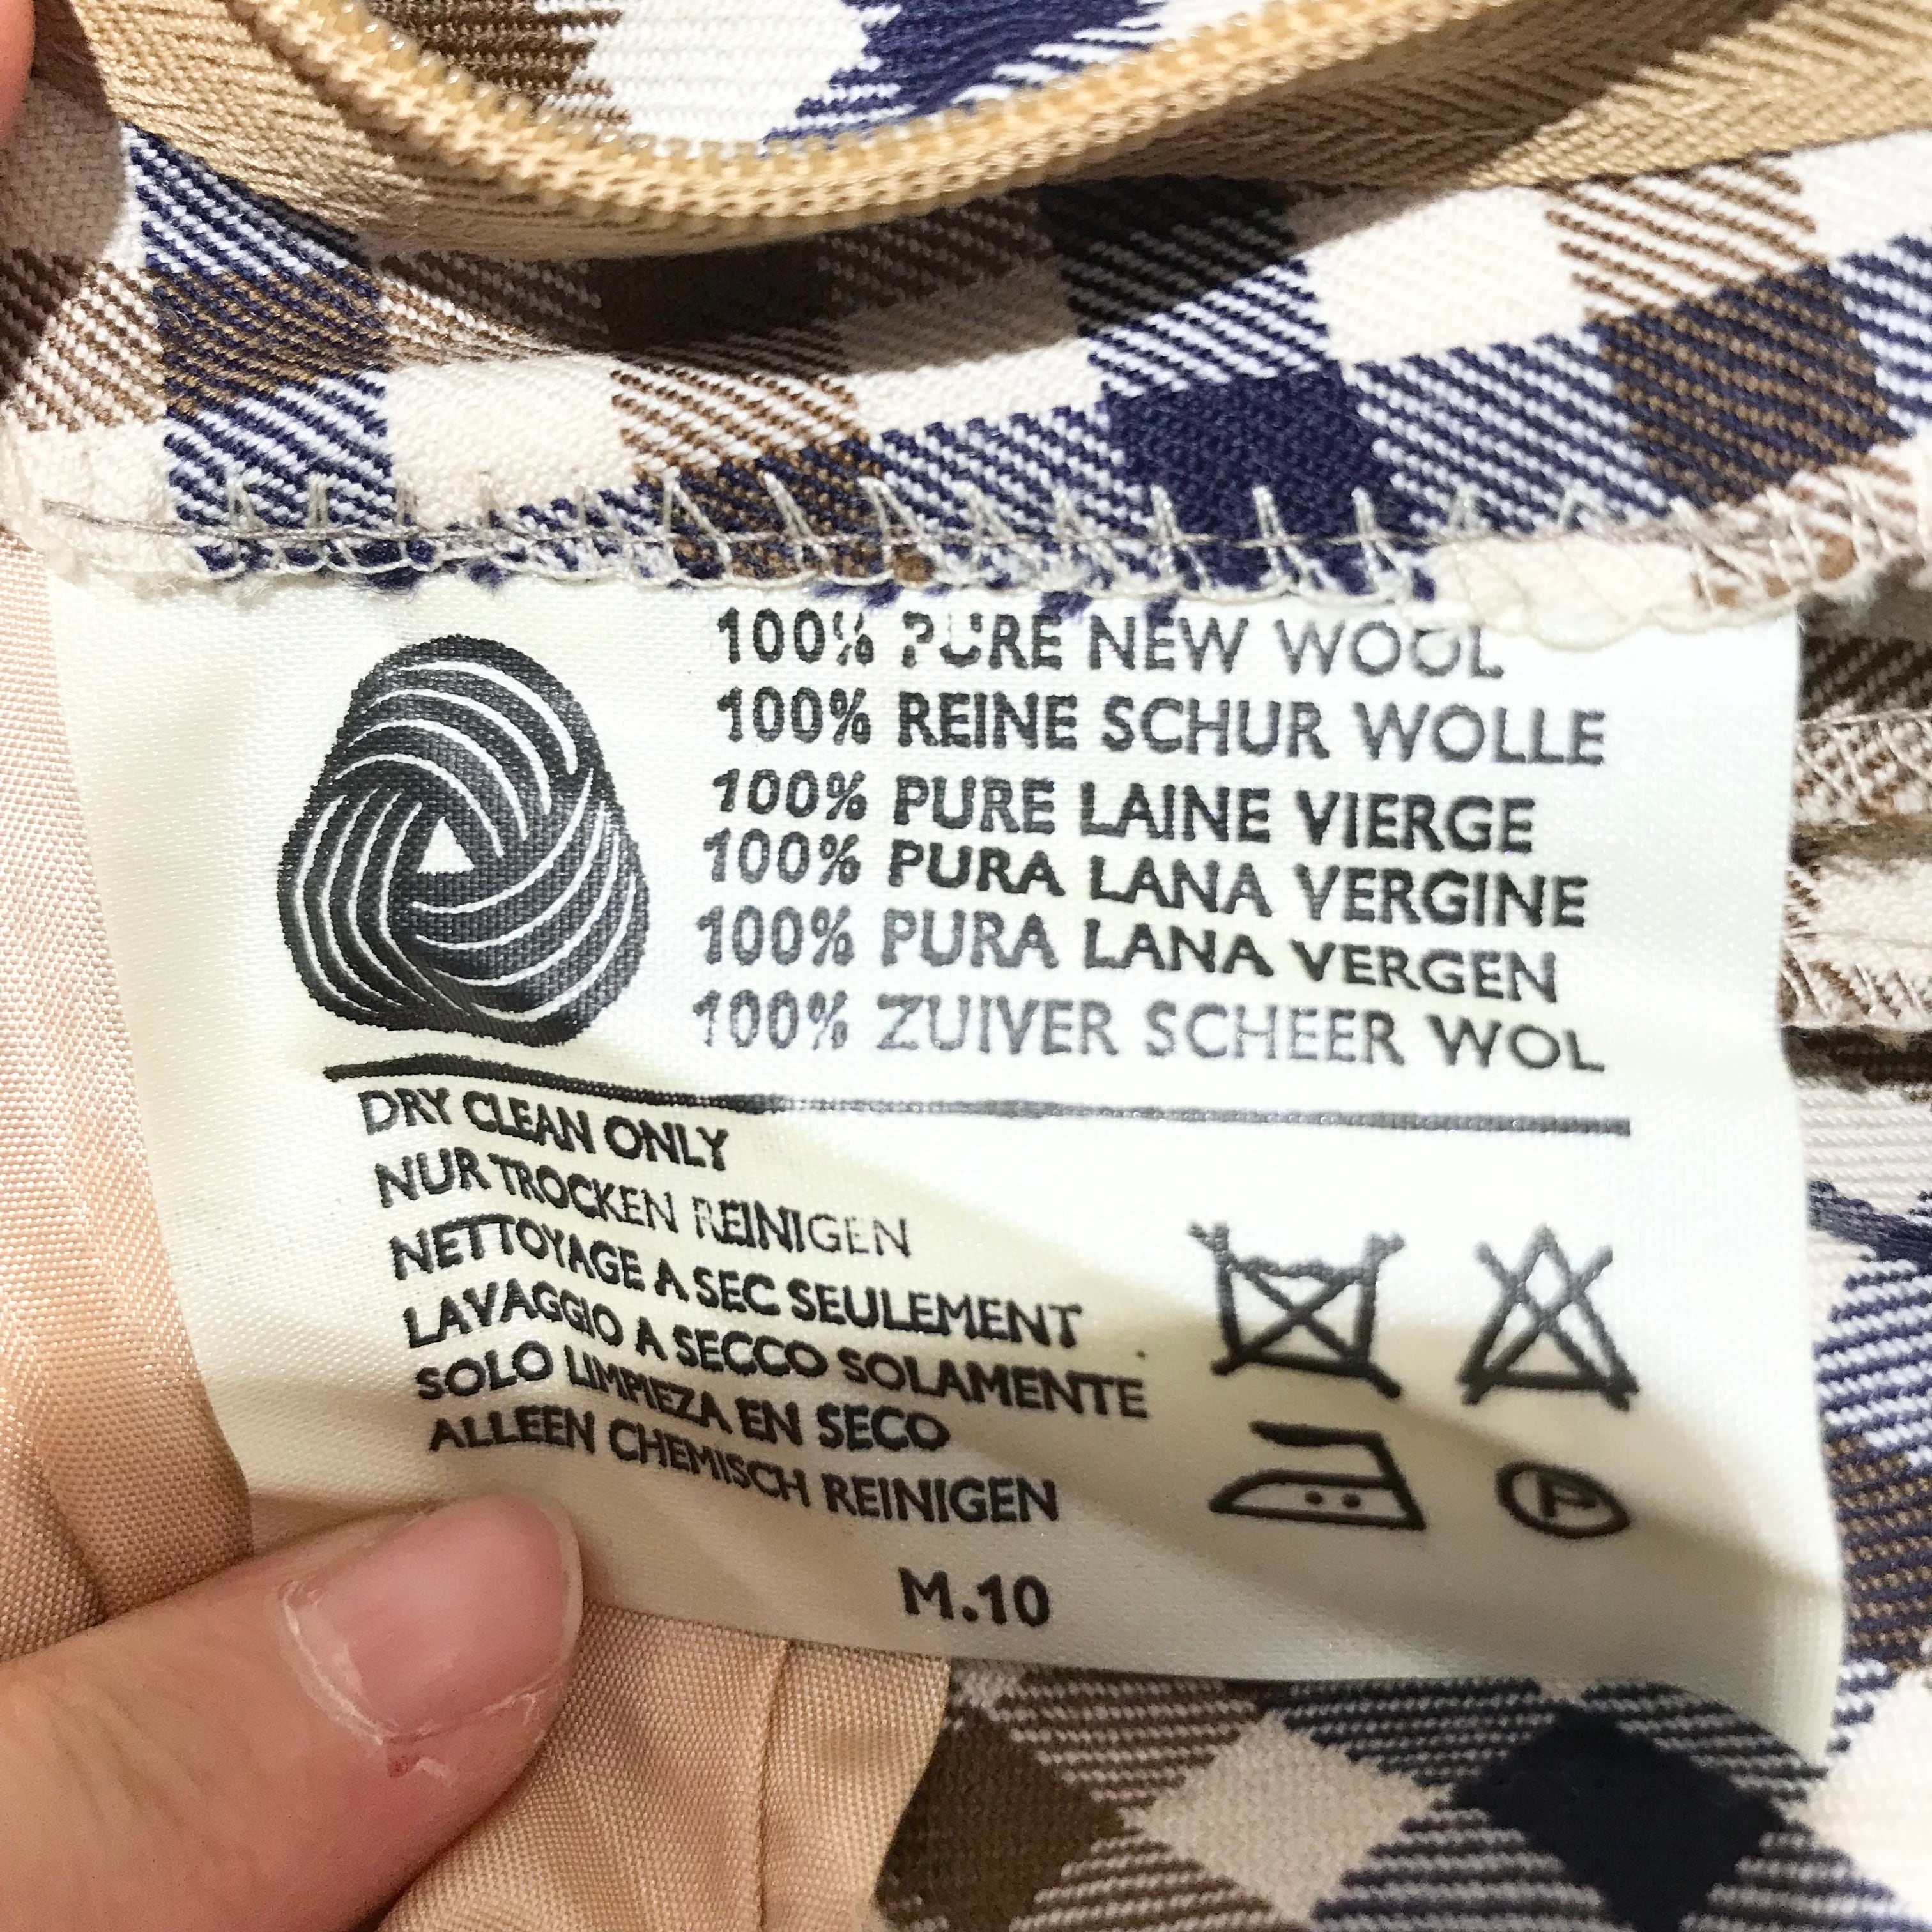 100% PURE NEW WOOL
100% REINE SCHUR WOLLE
100% PURE LAINE VIERGE
100% PURA LANA VERGINE
100% PURA LANA VERGEN
100% ZUIVER SCHEER WOL
DRY CLEAN ONLY
NUR TROCKEN REINIGEN
NETTOYAGE A SEC SEULEMENT
LAVAGGIO A SECCO SOLAMENTE
SOLO LIMPIEZA EN SECO
ALLEEN CHEMISCH REINIGEN
P
M.10